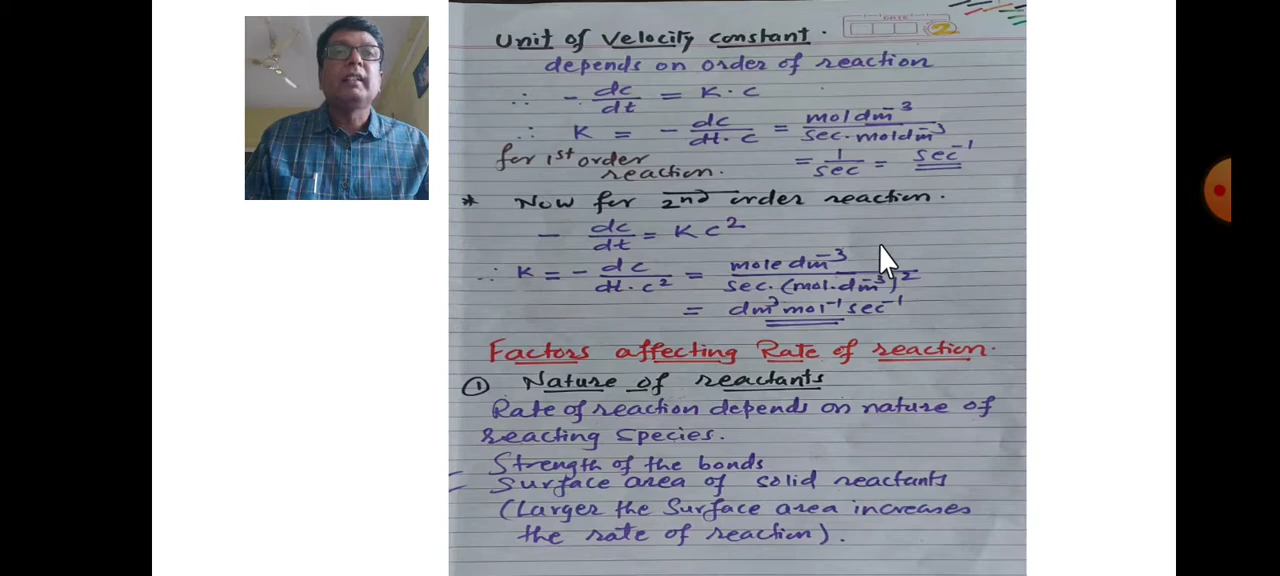 DATE
2
Unit of Velocity constant.
depends on order of reaction
∴ - dc/dt = K · c
∴ K = - dc/dt. c = mol dm⁻³/sec. mol dm⁻³
for 1st order reaction. = 1/sec = sec⁻¹
* Now for 2nd order reaction.
- dc/dt = K c²
∴ K = - dc/dt. c² = mole dm⁻³/sec. (mol. dm⁻³)²
= dm³ mol⁻¹ sec⁻¹
Factors affecting Rate of reaction.
① Nature of reactants
Rate of reaction depends on nature of
reacting species.
- Strength of the bonds
- Surface area of solid reactants
(Larger the Surface area increases
the rate of reaction).